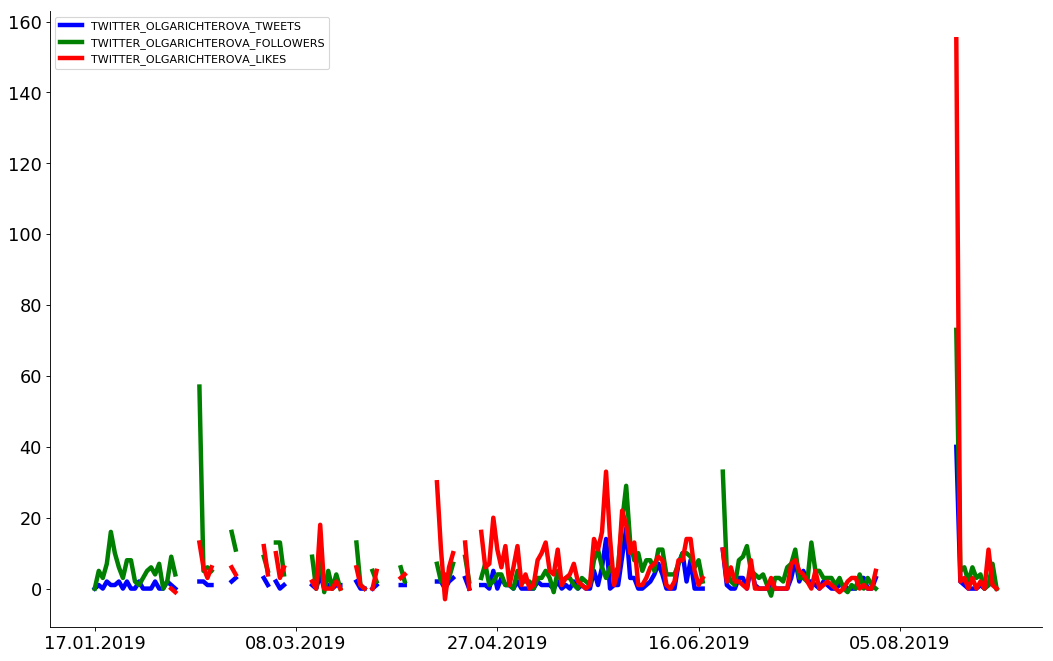 TWITTER_OLGARICHTEROVA_TWEETS
TWITTER_OLGARICHTEROVA_FOLLOWERS
TWITTER_OLGARICHTEROVA_LIKES
160
140
120
100
80
60
40
20
0
17.01.2019 08.03.2019 27.04.2019 16.06.2019 05.08.2019